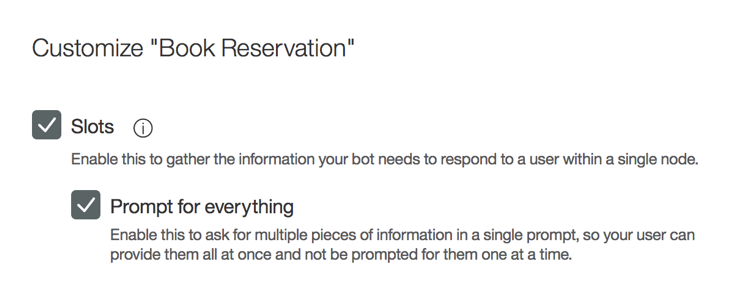 Customize "Book Reservation"
Slots
Enable this to gather the information your bot needs to respond to a user within a single node.
Prompt for everything
Enable this to ask for multiple pieces of information in a single prompt, so your user can
provide them all at once and not be prompted for them one at a time.